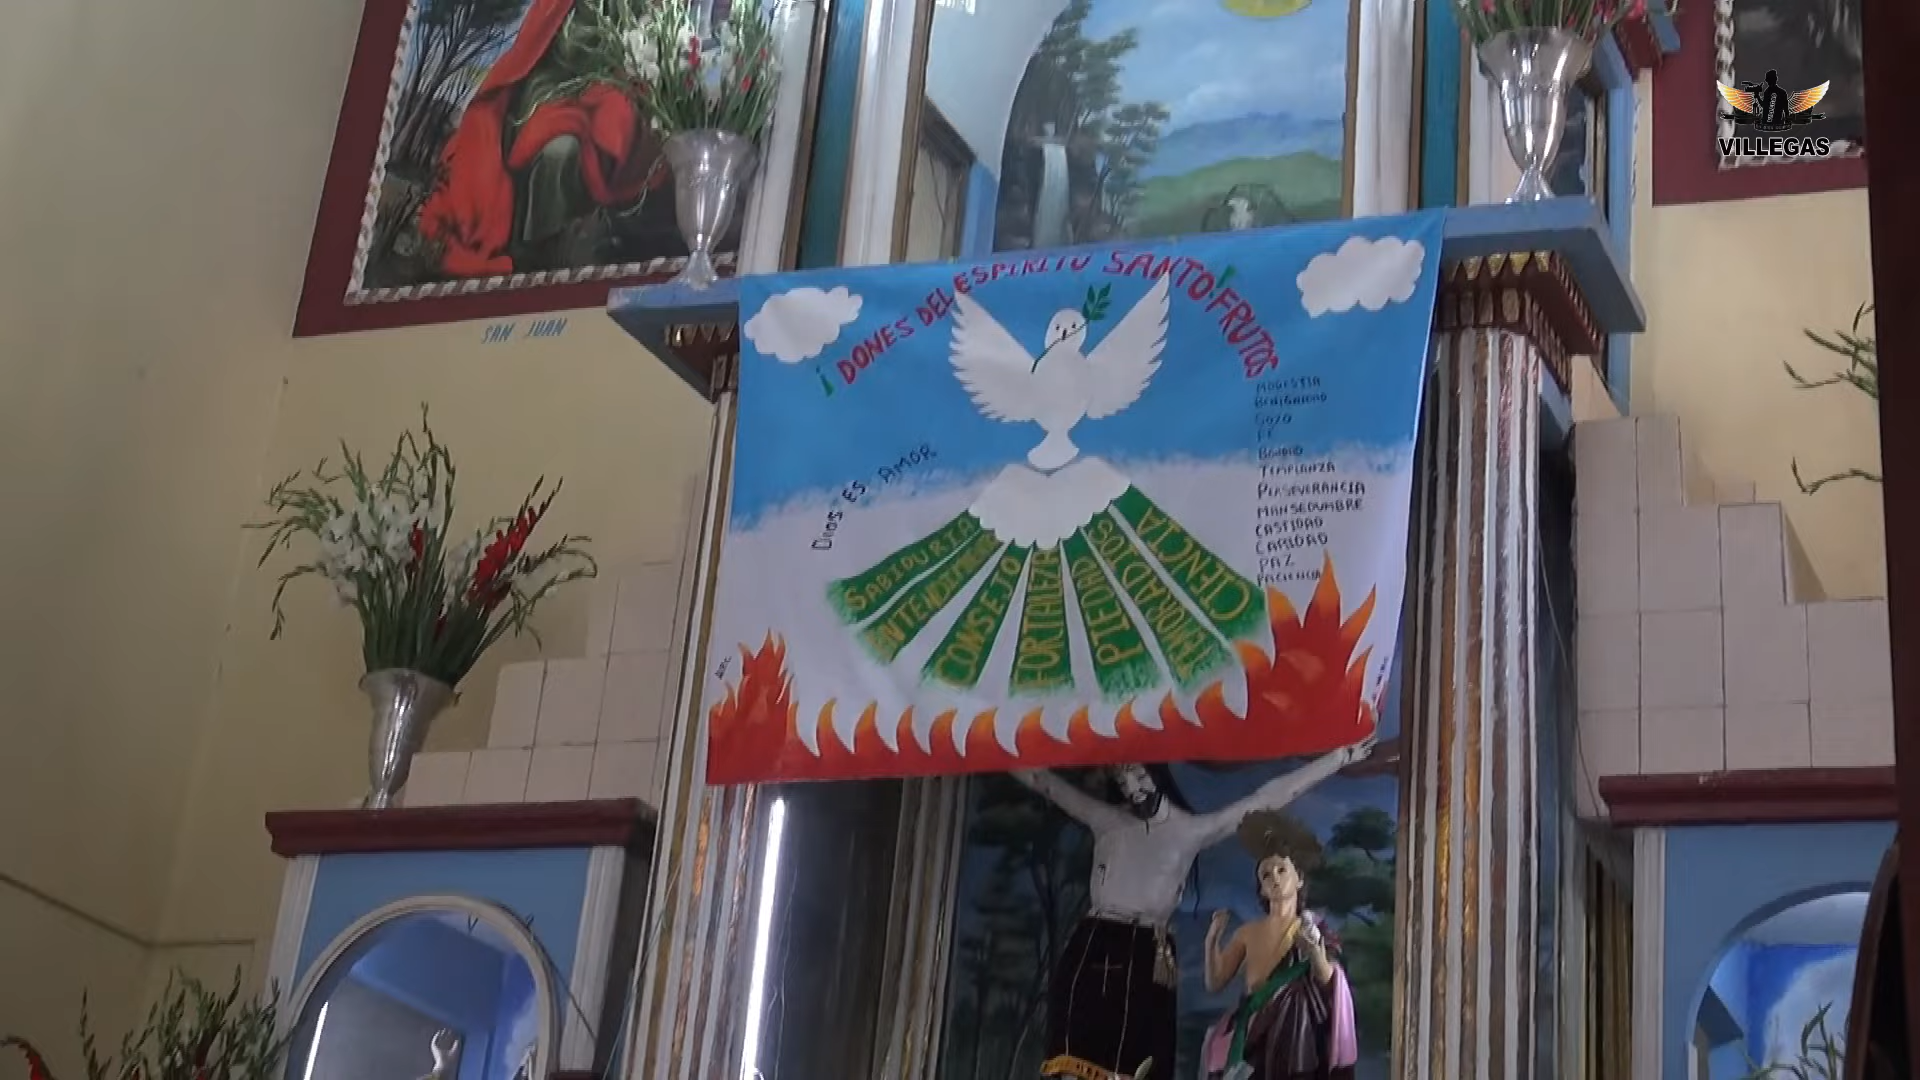 VILLEGAS
SAN JUAN
¡DONES DEL ESPIRITU SANTO! FRUTOS
DIOS ES AMOR
MODESTIA
BENIGNIDAD
GOZO
FE
BONDAD
TEMPLANZA
PERSEVERANCIA
MANSEDUMBRE
CASTIDAD
CARIDAD
PAZ
PACIENCIA
SABIDURIA
ENTENDIMIENTO
CONSEJO
FORTALEZA
PIEDAD
TEMOR A DIOS
CIENCIA